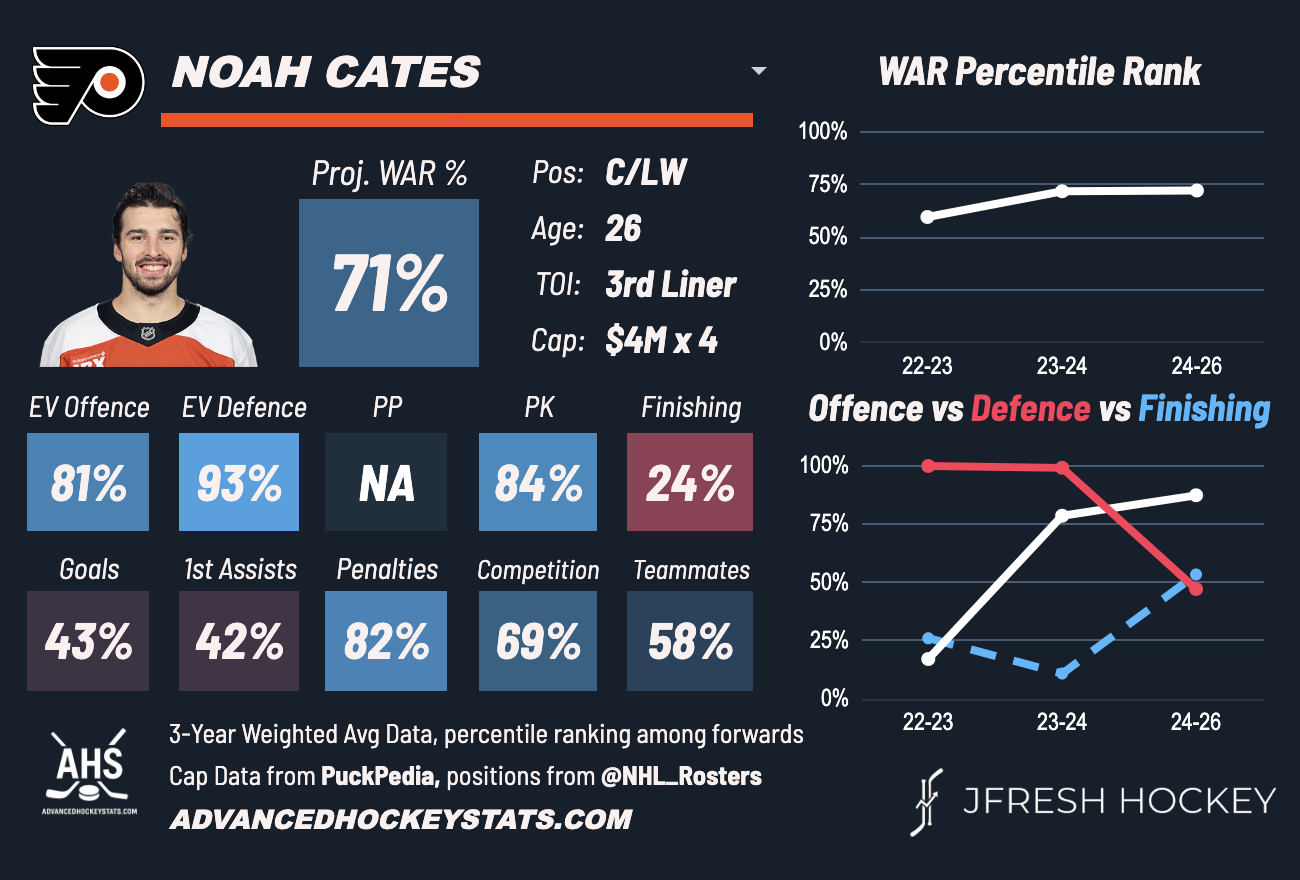 NOAH CATES
WAR Percentile Rank
Proj. WAR %
71%
Pos: C/LW
Age: 26
TOI: 3rd Liner
Cap: $4M x 4
100%
75%
50%
25%
0%
22-23 23-24 24-26
EV Offence EV Defence PP PK Finishing
81% 93% NA 84% 24%
Goals 1st Assists Penalties Competition Teammates
43% 42% 82% 69% 58%
Offence vs Defence vs Finishing
100%
75%
50%
25%
0%
22-23 23-24 24-26
AHS
ADVANCEDHOCKEYSTATS.COM
3-Year Weighted Avg Data, percentile ranking among forwards
Cap Data from PuckPedia, positions from @NHL_Rosters
ADVANCEDHOCKEYSTATS.COM
JFRESH HOCKEY